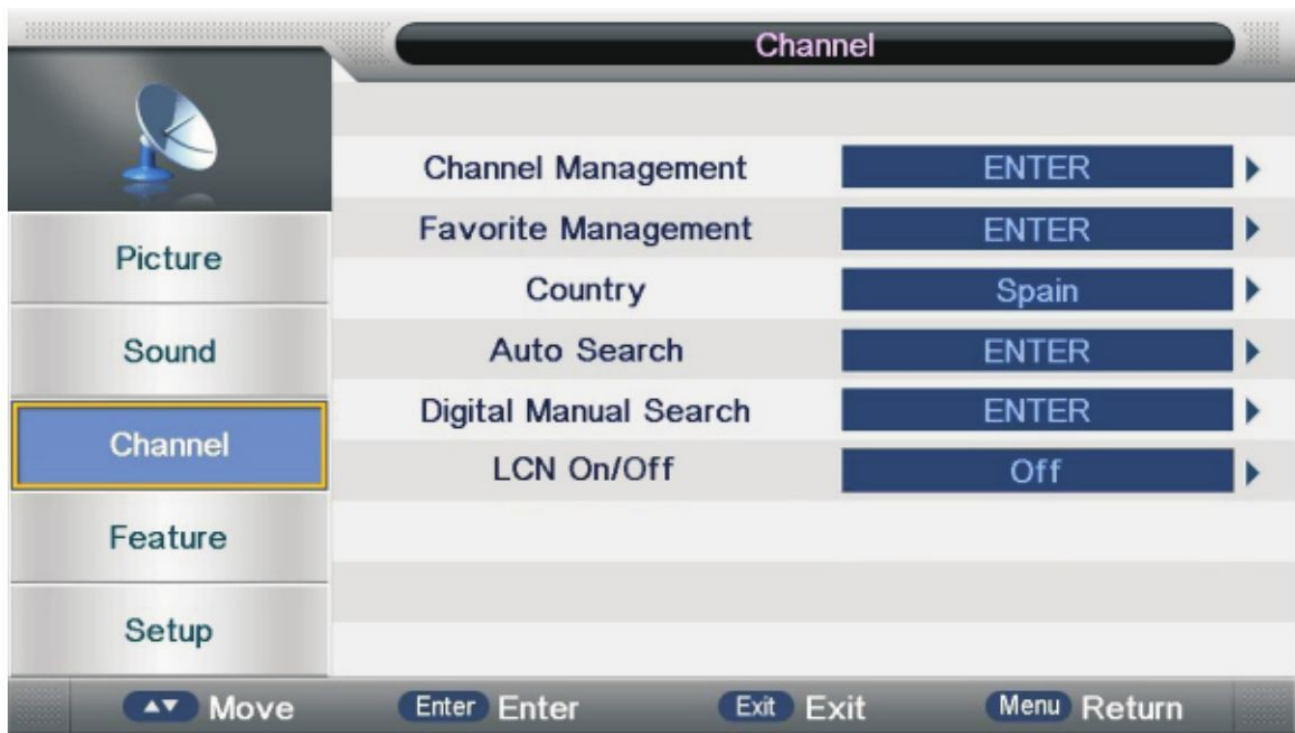 Channel
Channel Management ENTER
Favorite Management ENTER
Picture
Country Spain
Sound
Auto Search ENTER
Digital Manual Search ENTER
Channel
LCN On/Off Off
Feature
Setup
Move Enter Enter Exit Exit Menu Return